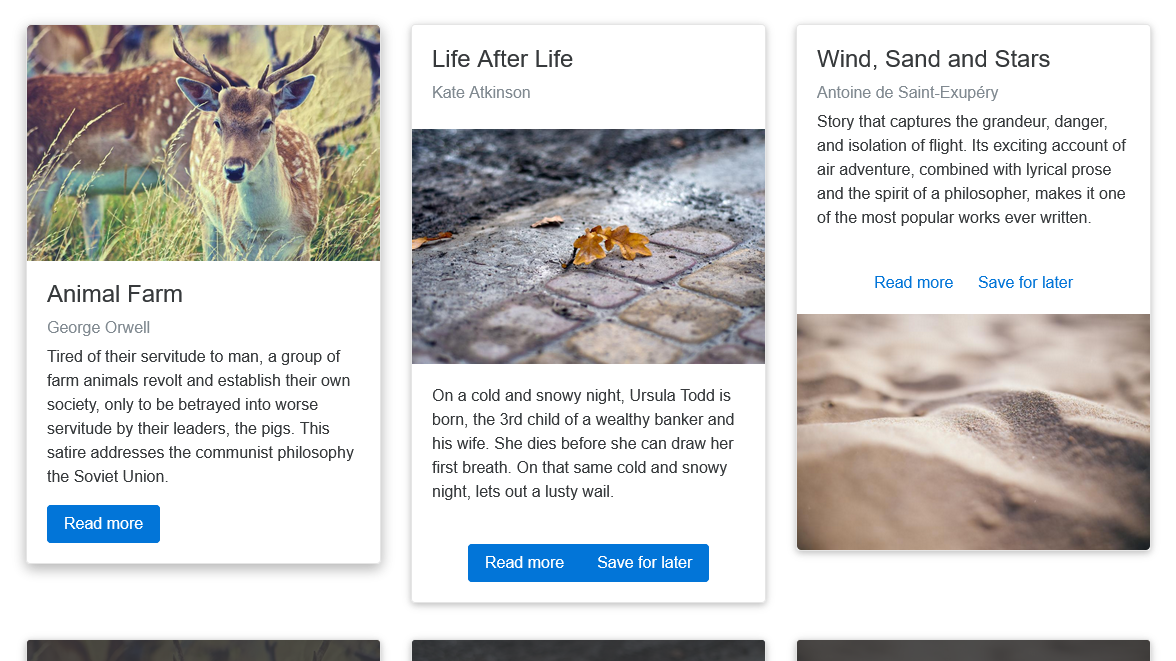 Animal Farm
George Orwell
Tired of their servitude to man, a group of
farm animals revolt and establish their own
society, only to be betrayed into worse
servitude by their leaders, the pigs. This
satire addresses the communist philosophy
the Soviet Union.
Read more
Life After Life
Kate Atkinson
On a cold and snowy night, Ursula Todd is
born, the 3rd child of a wealthy banker and
his wife. She dies before she can draw her
first breath. On that same cold and snowy
night, lets out a lusty wail.
Read more Save for later
Wind, Sand and Stars
Antoine de Saint-Exupéry
Story that captures the grandeur, danger,
and isolation of flight. Its exciting account of
air adventure, combined with lyrical prose
and the spirit of a philosopher, makes it one
of the most popular works ever written.
Read more Save for later